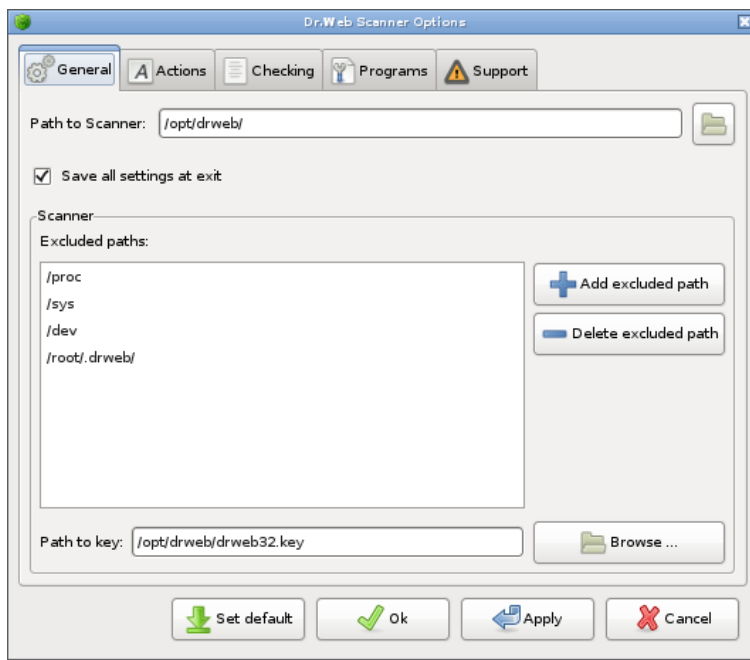 Dr.Web Scanner Options
General Actions Checking Programs Support
Path to Scanner: /opt/drweb/
Save all settings at exit
Scanner
Excluded paths:
/proc
/sys
/dev
/root/.drweb/
Add excluded path
Delete excluded path
Path to key: /opt/drweb/drweb32.key Browse ...
Set default Ok Apply Cancel